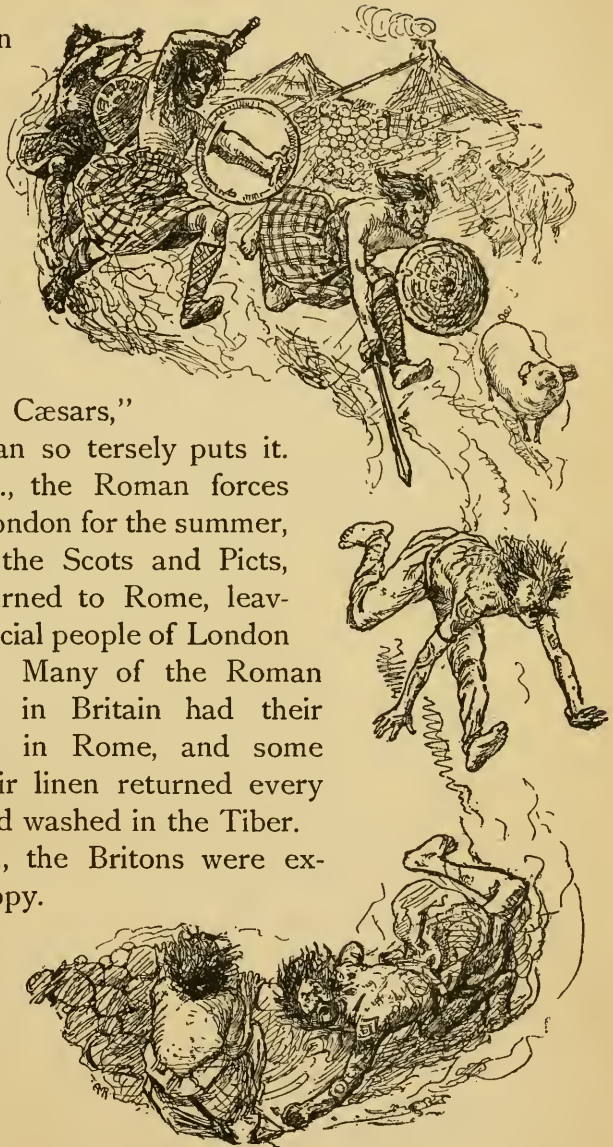 n
Cæsars,"
an so tersely puts it.
., the Roman forces
ondon for the summer,
the Scots and Picts,
rned to Rome, leav-
cial people of London
Many of the Roman
in Britain had their
in Rome, and some
ir linen returned every
d washed in the Tiber.
, the Britons were ex-
ppy.